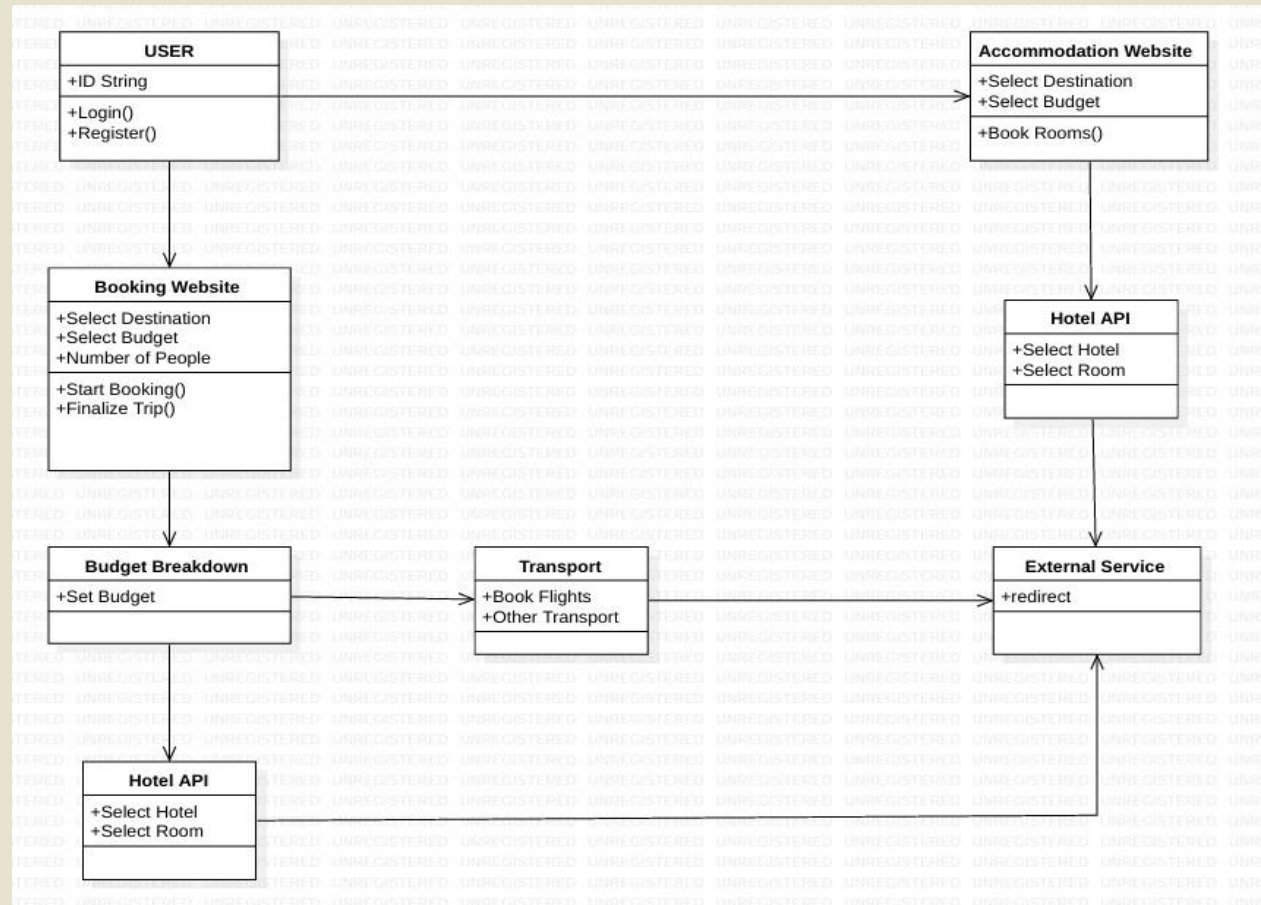 USER
+ID String
+Login()
+Register()
Accommodation Website
+Select Destination
+Select Budget
+Book Rooms()
Booking Website
+Select Destination
+Select Budget
+Number of People
+Start Booking()
+Finalize Trip()
Hotel API
+Select Hotel
+Select Room
Budget Breakdown
+Set Budget
Transport
+Book Flights
+Other Transport
External Service
+redirect
Hotel API
+Select Hotel
+Select Room
UNREGISTERED